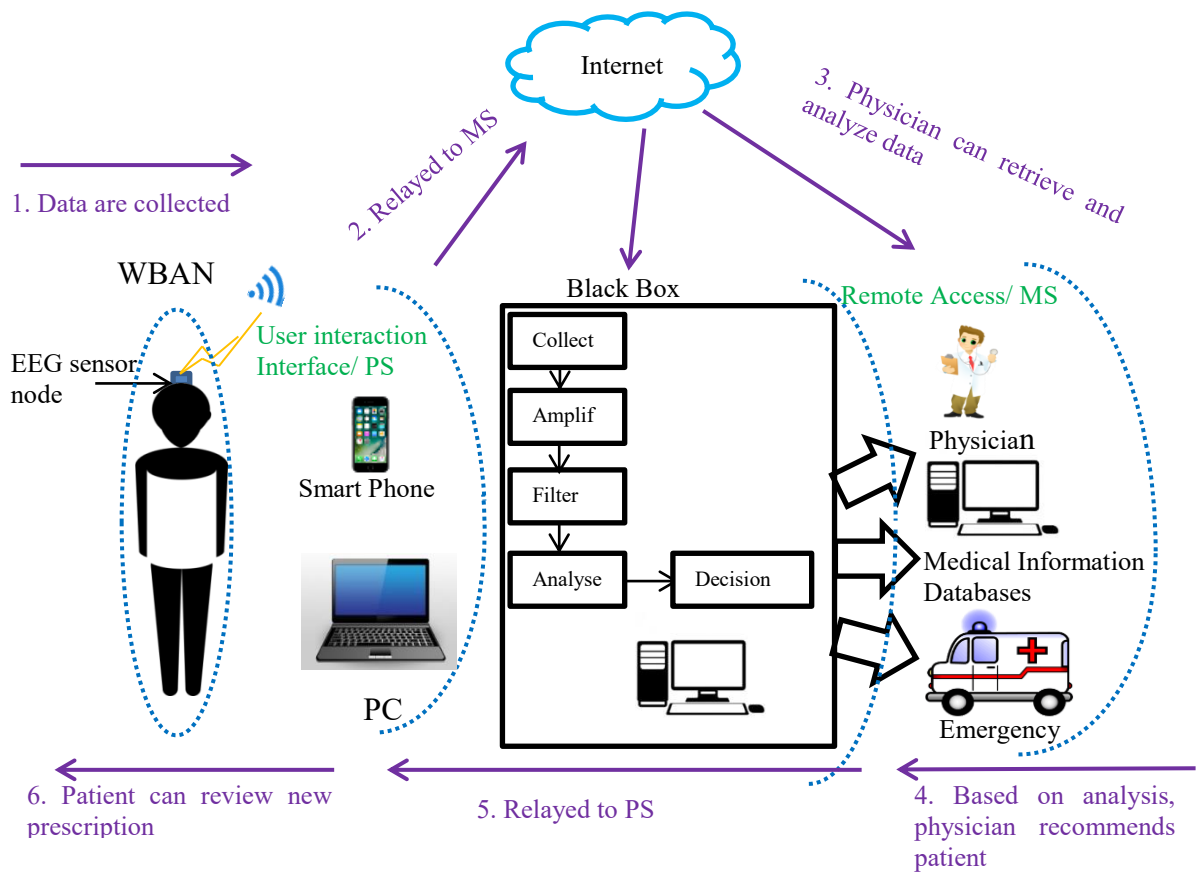 Internet
3. Physician can retrieve and
analyze data
2. Relayed to MS
1. Data are collected
WBAN
EEG sensor
node
User interaction
Interface/ PS
Smart Phone
PC
Black Box
Collect
Amplif
Filter
Analyse
Decision
Remote Access/ MS
Physician
Medical Information
Databases
Emergency
6. Patient can review new
prescription
5. Relayed to PS
4. Based on analysis,
physician recommends
patient